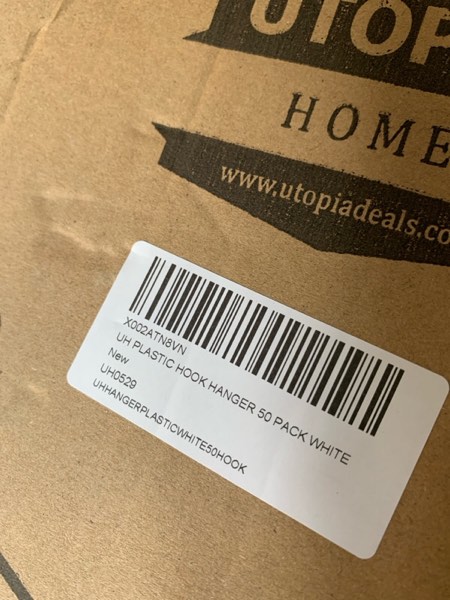 UTOP
HOME
www.utopiadeals.co
X002ATN8VN
UH PLASTIC HOOK HANGER 50 PACK WHITE
New
UH0529
UHHANGERPLASTICWHITE50HOOK